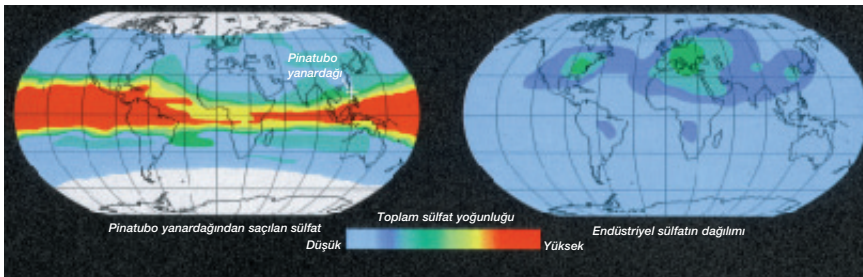 Pinatubo
yanardağı
Pinatubo yanardağından saçılan sülfat
Toplam sülfat yoğunluğu
Endüstriyel sülfatın dağılımı
Düşük
Yüksek